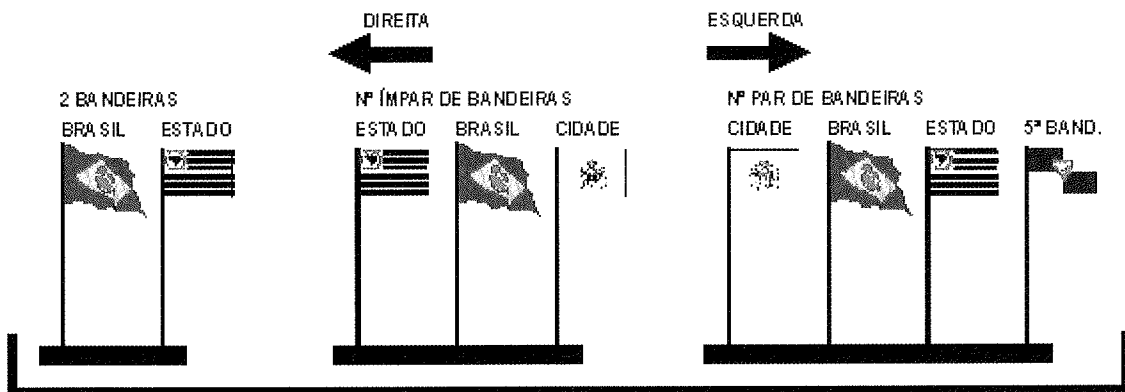 DIREITA
ESQUERDA
2 BANDEIRAS
Nº ÍMPAR DE BANDEIRAS
Nº PAR DE BANDEIRAS
BRASIL
ESTADO
ESTADO
BRASIL
CIDADE
CIDADE
BRASIL
ESTADO
5ª BAND.